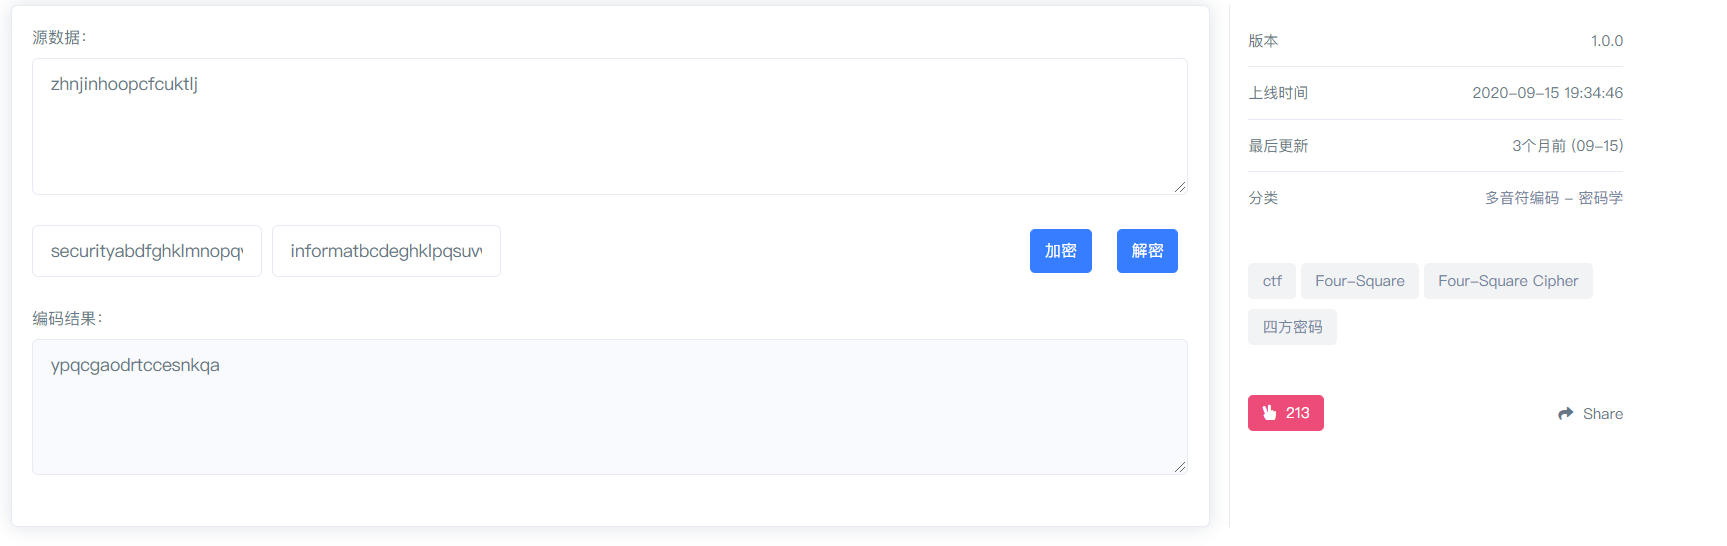 源数据:
zhnjinhoopcfcuktlj
securityabdfghklmnopq
informatbcdeghklpqsuv
加密
解密
编码结果:
ypqcgaodrtccesnkqa
版本 1.0.0
上线时间 2020-09-15 19:34:46
最后更新 3个月前 (09-15)
分类 多音符编码 - 密码学
ctf Four-Square Four-Square Cipher
四方密码
213 Share